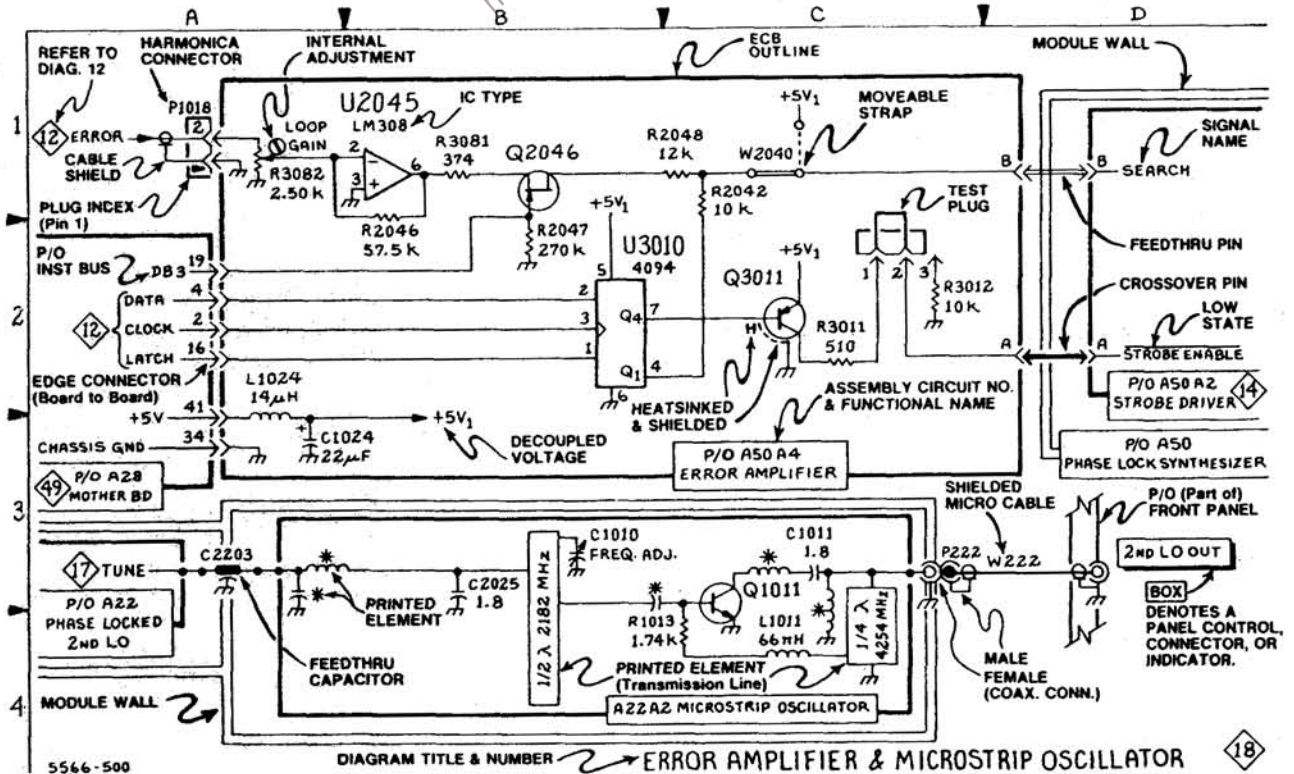 A
B
C
D
REFER TO
DIAG. 12
HARMONICA
CONNECTOR
INTERNAL
ADJUSTMENT
ECB
OUTLINE
MODULE WALL
1
P1018
2
12 ERROR
CABLE
SHIELD
PLUG INDEX
(Pin 1)
LOOP
GAIN
R3082
2.50 k
U2045
LM308
IC TYPE
2
3
6
-
+
R3081
374
R2046
57.5 k
Q2046
R2047
270 k
R2048
12 k
W2040
+5V1
MOVEABLE
STRAP
R2042
10 k
B
B
SEARCH
SIGNAL
NAME
TEST
PLUG
FEEDTHRU PIN
CROSSOVER PIN
LOW
STATE
2
P/O
INST BUS
DB3
19
12
DATA
4
CLOCK
2
LATCH
16
EDGE CONNECTOR
(Board to Board)
+5V
41
CHASSIS GND
34
L1024
14µH
+
C1024
22µF
+5V1
DECOUPLED
VOLTAGE
+5V1
U3010
4094
5
2
3
1
Q4
7
Q1
4
6
+5V1
Q3011
H
HEATSINKED
& SHIELDED
R3011
510
1
2
3
R3012
10 k
A
A
STROBE ENABLE
P/O A50 A2
STROBE DRIVER
14
ASSEMBLY CIRCUIT NO.
& FUNCTIONAL NAME
P/O A50 A4
ERROR AMPLIFIER
P/O A50
PHASE LOCK SYNTHESIZER
49
P/O A28
MOTHER BD
3
17 TUNE
P/O A22
PHASE LOCKED
2ND LO
C2203
*
*
PRINTED
ELEMENT
FEEDTHRU
CAPACITOR
C2025
1.8
1/2 λ 2182 MHz
C1010
FREQ. ADJ.
*
R1013
1.74k
Q1011
*
C1011
1.8
*
L1011
66nH
1/4 λ
4254 MHz
PRINTED ELEMENT
(Transmission Line)
A22A2 MICROSTRIP OSCILLATOR
SHIELDED
MICRO CABLE
P222
W222
P/O (Part of)
FRONT PANEL
2ND LO OUT
BOX
DENOTES A
PANEL CONTROL,
CONNECTOR, OR
INDICATOR.
MALE
FEMALE
(COAX. CONN.)
4
MODULE WALL
5566-500
DIAGRAM TITLE & NUMBER
ERROR AMPLIFIER & MICROSTRIP OSCILLATOR
18